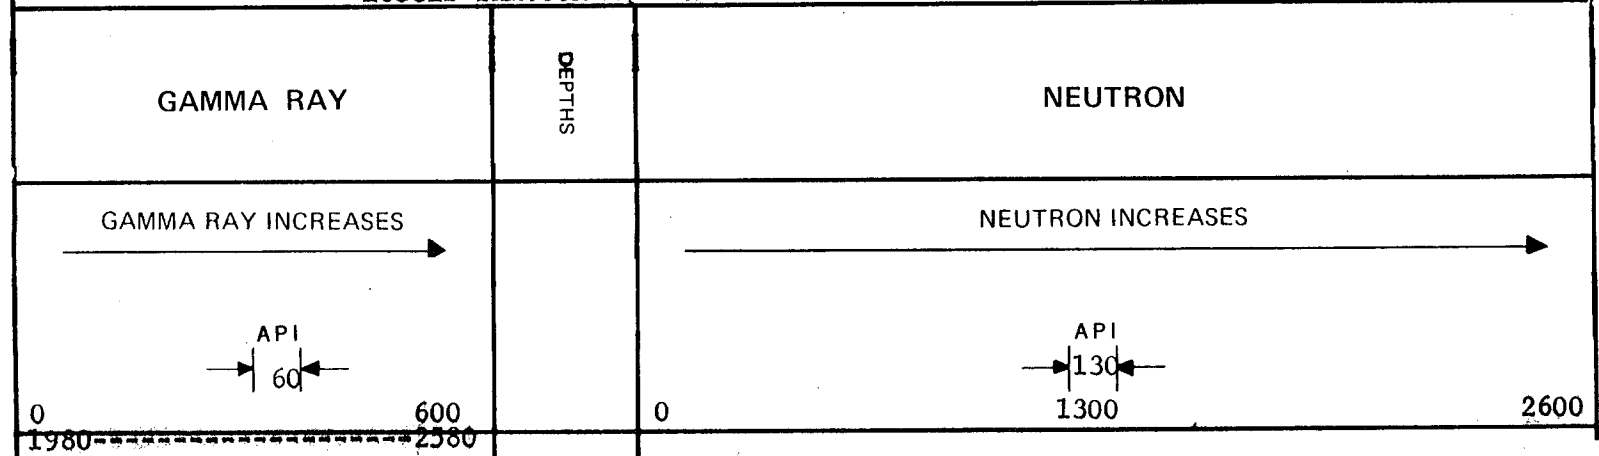 GAMMA RAY
DEPTHS
NEUTRON
GAMMA RAY INCREASES
NEUTRON INCREASES
API
60
API
130
0 600
0 1300 2600
1980 2580